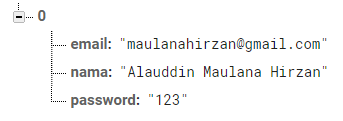 0
email: "maulanahirzan@gmail.com"
nama: "Alauddin Maulana Hirzan"
password: "123"